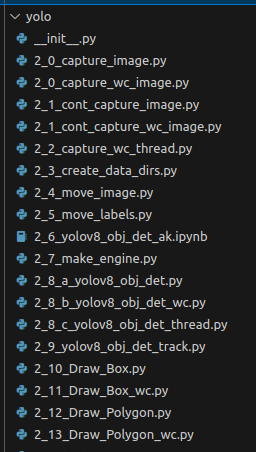 yolo
__init__.py
2_0_capture_image.py
2_0_capture_wc_image.py
2_1_cont_capture_image.py
2_1_cont_capture_wc_image.py
2_2_capture_wc_thread.py
2_3_create_data_dirs.py
2_4_move_image.py
2_5_move_labels.py
2_6_yolov8_obj_det_ak.ipynb
2_7_make_engine.py
2_8_a_yolov8_obj_det.py
2_8_b_yolov8_obj_det_wc.py
2_8_c_yolov8_obj_det_thread.py
2_9_yolov8_obj_det_track.py
2_10_Draw_Box.py
2_11_Draw_Box_wc.py
2_12_Draw_Polygon.py
2_13_Draw_Polygon_wc.py